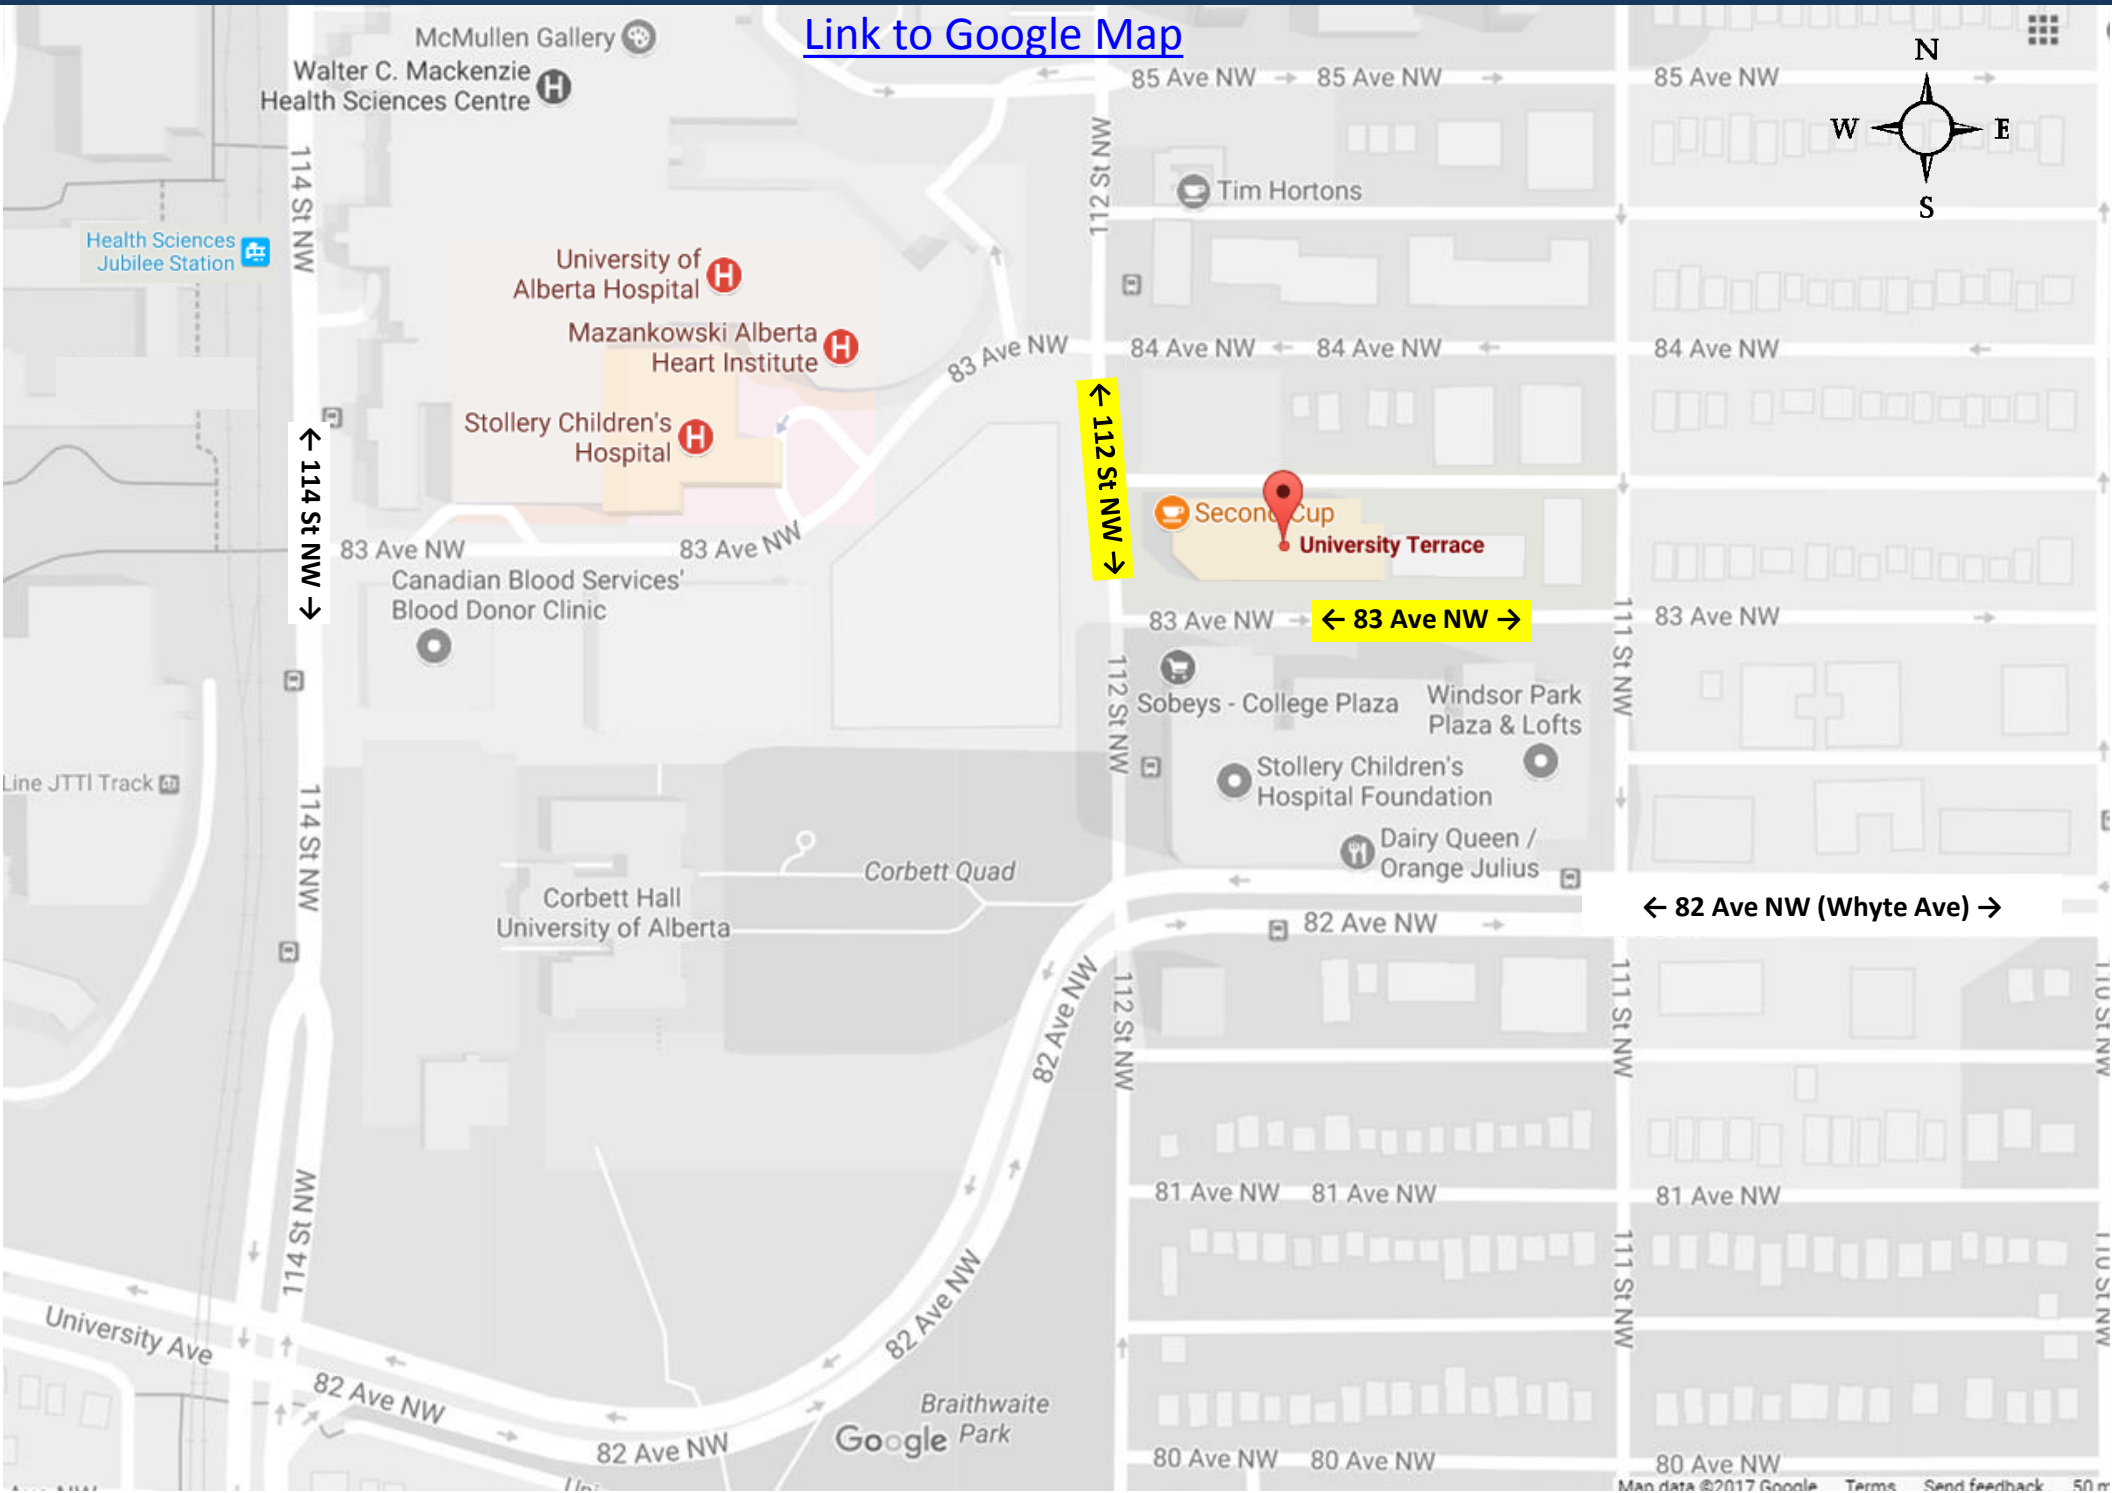 Link to Google Map
McMullen Gallery
Walter C. Mackenzie
Health Sciences Centre
85 Ave NW
85 Ave NW
85 Ave NW
N
W
E
S
114 St NW
112 St NW
Tim Hortons
Health Sciences
Jubilee Station
University of
Alberta Hospital
Mazankowski Alberta
Heart Institute
83 Ave NW
84 Ave NW
84 Ave NW
84 Ave NW
Stollery Children's
Hospital
← 114 St NW →
← 112 St NW →
Second Cup
University Terrace
83 Ave NW
83 Ave NW
Canadian Blood Services'
Blood Donor Clinic
83 Ave NW
← 83 Ave NW →
83 Ave NW
111 St NW
112 St NW
Sobeys - College Plaza
Windsor Park
Plaza & Lofts
Stollery Children's
Hospital Foundation
Line JTTI Track
114 St NW
Dairy Queen /
Orange Julius
Corbett Quad
Corbett Hall
University of Alberta
← 82 Ave NW (Whyte Ave) →
82 Ave NW
82 Ave NW
112 St NW
111 St NW
110 St NW
114 St NW
81 Ave NW
81 Ave NW
81 Ave NW
111 St NW
110 St NW
82 Ave NW
University Ave
82 Ave NW
82 Ave NW
Braithwaite
Park
Google
80 Ave NW
80 Ave NW
80 Ave NW
Map data ©2017 Google
Terms
Send feedback
50 m